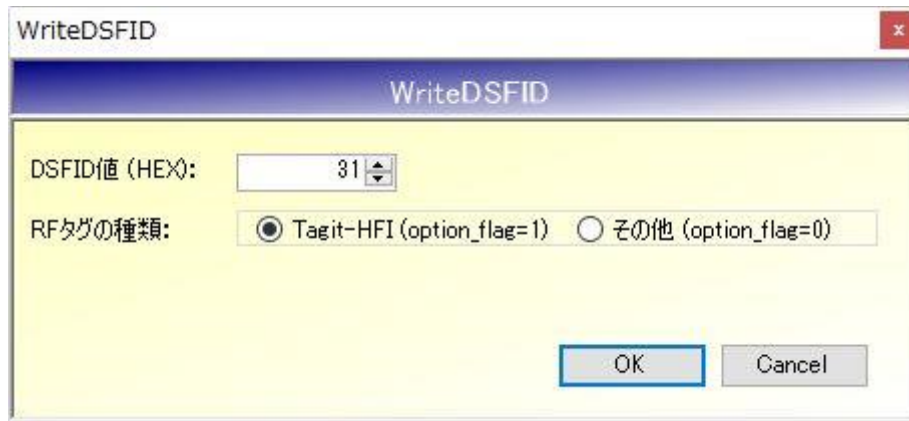 WriteDSFID
x
WriteDSFID
DSFID値 (HEX): 31
RFタグの種類: Tagit-HFI (option_flag=1) その他 (option_flag=0)
OK Cancel